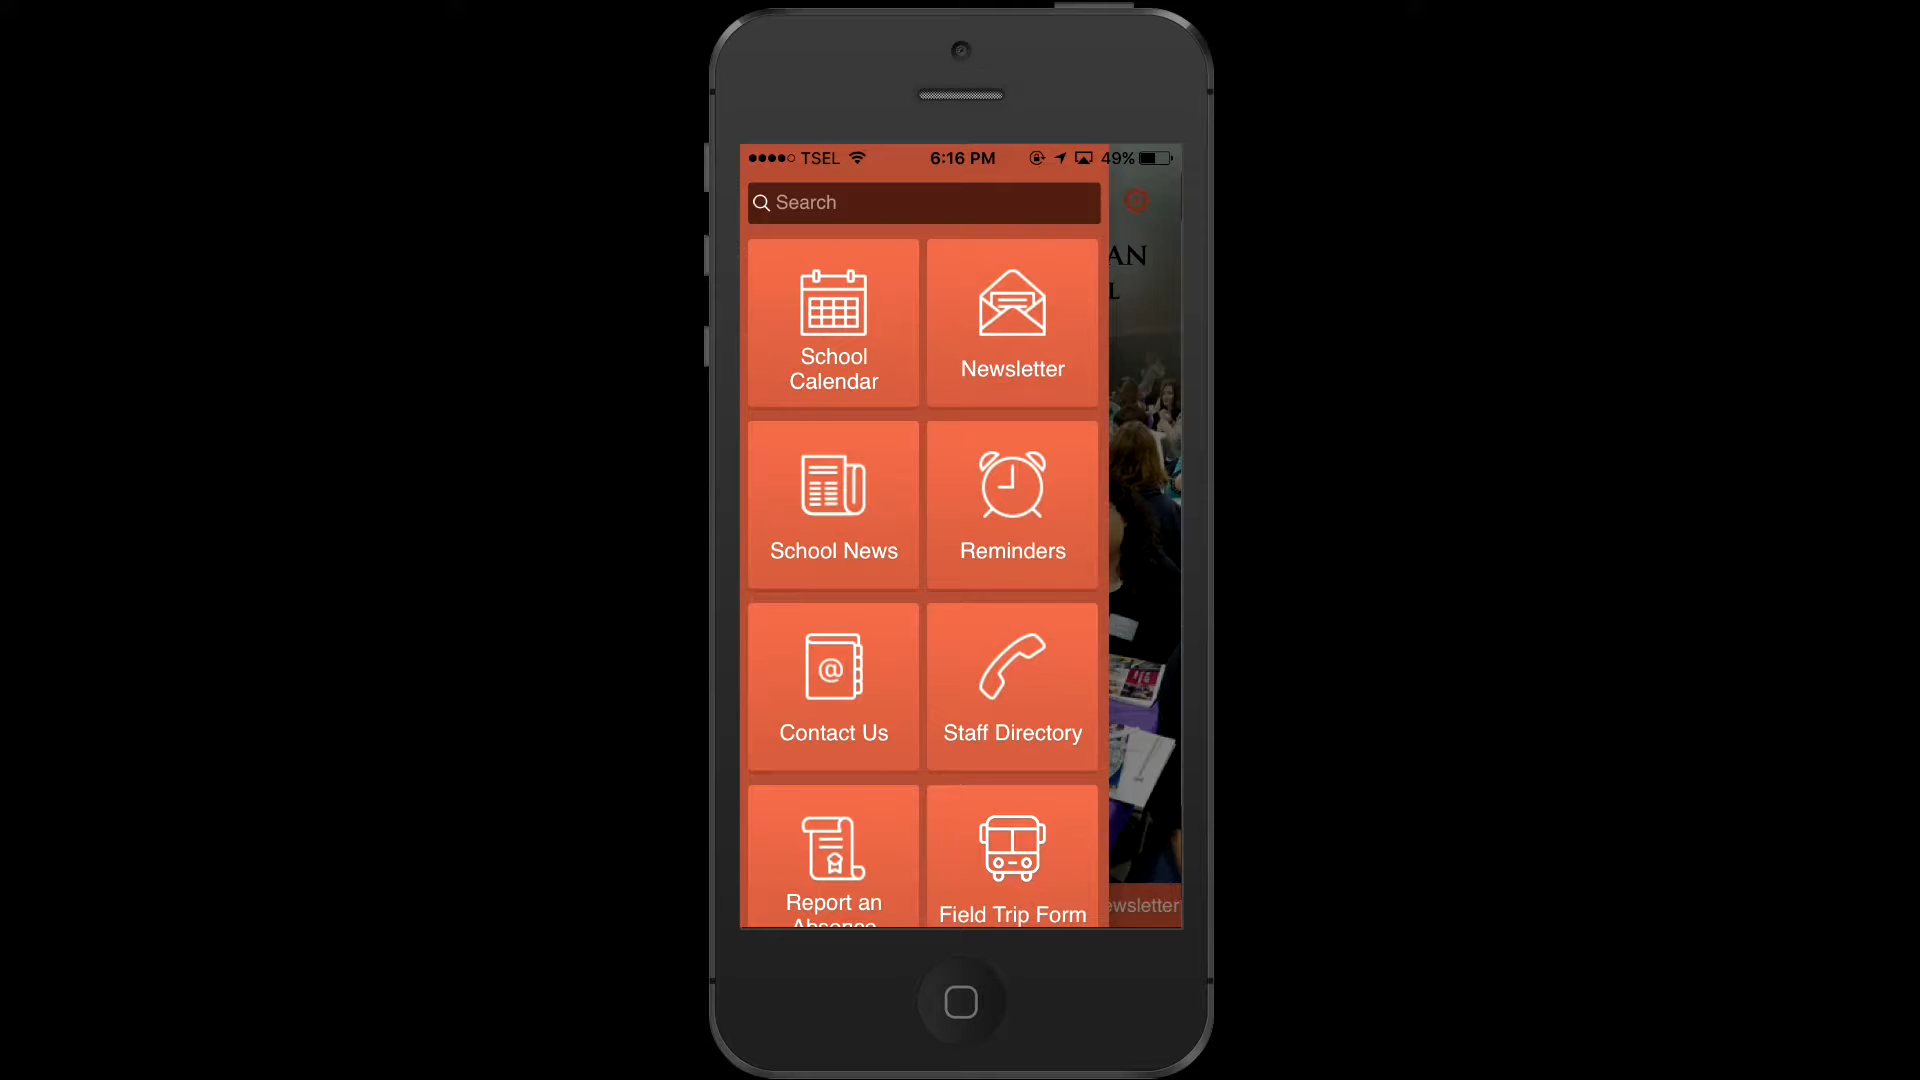 TSEL 6:16 PM 49%
Search
AN
L
School
Calendar
Newsletter
School News
Reminders
@
Contact Us
Staff Directory
Report an
Absence
Field Trip Form
ewsletter